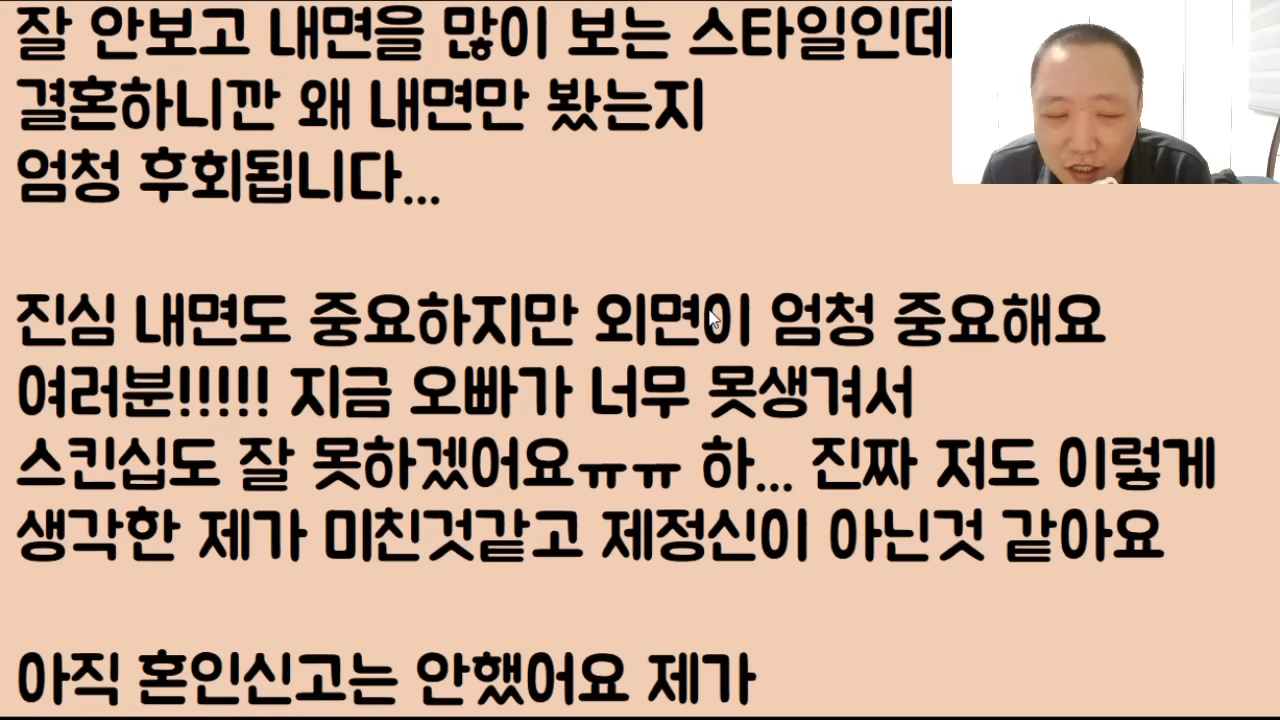 잘 안보고 내면을 많이 보는 스타일인데
결혼하니깐 왜 내면만 봤는지
엄청 후회됩니다...
진심 내면도 중요하지만 외면이 엄청 중요해요
여러분!!!!! 지금 오빠가 너무 못생겨서
스킨십도 잘 못하겠어요ㅠㅠ 하... 진짜 저도 이렇게
생각한 제가 미친것같고 제정신이 아닌것 같아요
아직 혼인신고는 안했어요 제가